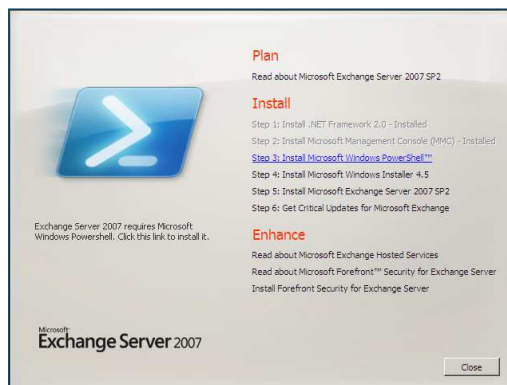 Plan
Read about Microsoft Exchange Server 2007 SP2
Install
Step 1: Install .NET Framework 2.0 - Installed
Step 2: Install Microsoft Management Console (MMC) - Installed
Step 3: Install Microsoft Windows PowerShell™
Step 4: Install Microsoft Windows Installer 4.5
Step 5: Install Microsoft Exchange Server 2007 SP2
Step 6: Get Critical Updates for Microsoft Exchange
Exchange Server 2007 requires Microsoft
Windows Powershell. Click this link to install it.
Enhance
Read about Microsoft Exchange Hosted Services
Read about Microsoft Forefront™ Security for Exchange Server
Install Forefront Security for Exchange Server
Microsoft
Exchange Server 2007
Close